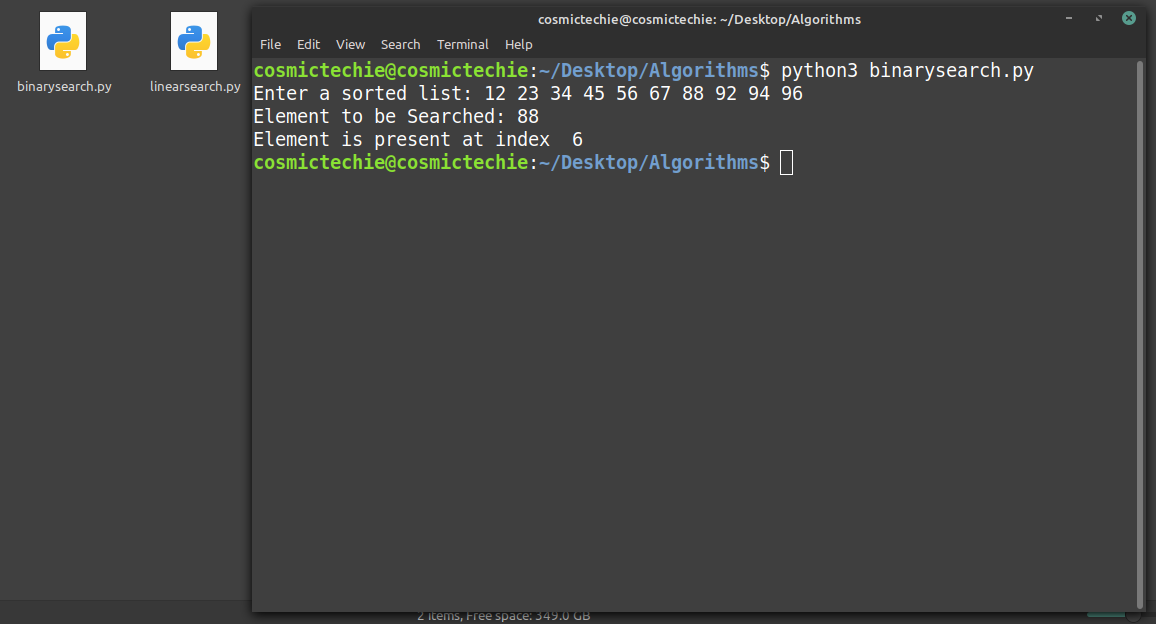 binarysearch.py
linearsearch.py
cosmictechie@cosmictechie: ~/Desktop/Algorithms
File Edit View Search Terminal Help
cosmictechie@cosmictechie:~/Desktop/Algorithms$ python3 binarysearch.py
Enter a sorted list: 12 23 34 45 56 67 88 92 94 96
Element to be Searched: 88
Element is present at index  6
cosmictechie@cosmictechie:~/Desktop/Algorithms$
2 items, Free space: 349.0 GB